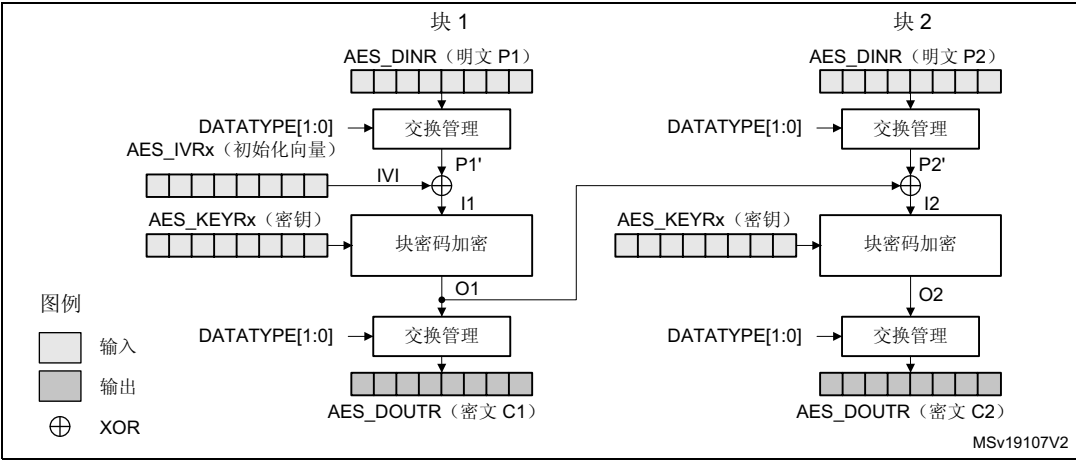 块 1
块 2
AES_DINR（明文 P1）
AES_DINR（明文 P2）
DATATYPE[1:0]
交换管理
DATATYPE[1:0]
交换管理
AES_IVRx（初始化向量）
P1'
P2'
IVI
I1
I2
AES_KEYRx（密钥）
块密码加密
AES_KEYRx（密钥）
块密码加密
O1
O2
图例
DATATYPE[1:0]
交换管理
DATATYPE[1:0]
交换管理
输入
输出
AES_DOUTR（密文 C1）
AES_DOUTR（密文 C2）
XOR
MSv19107V2